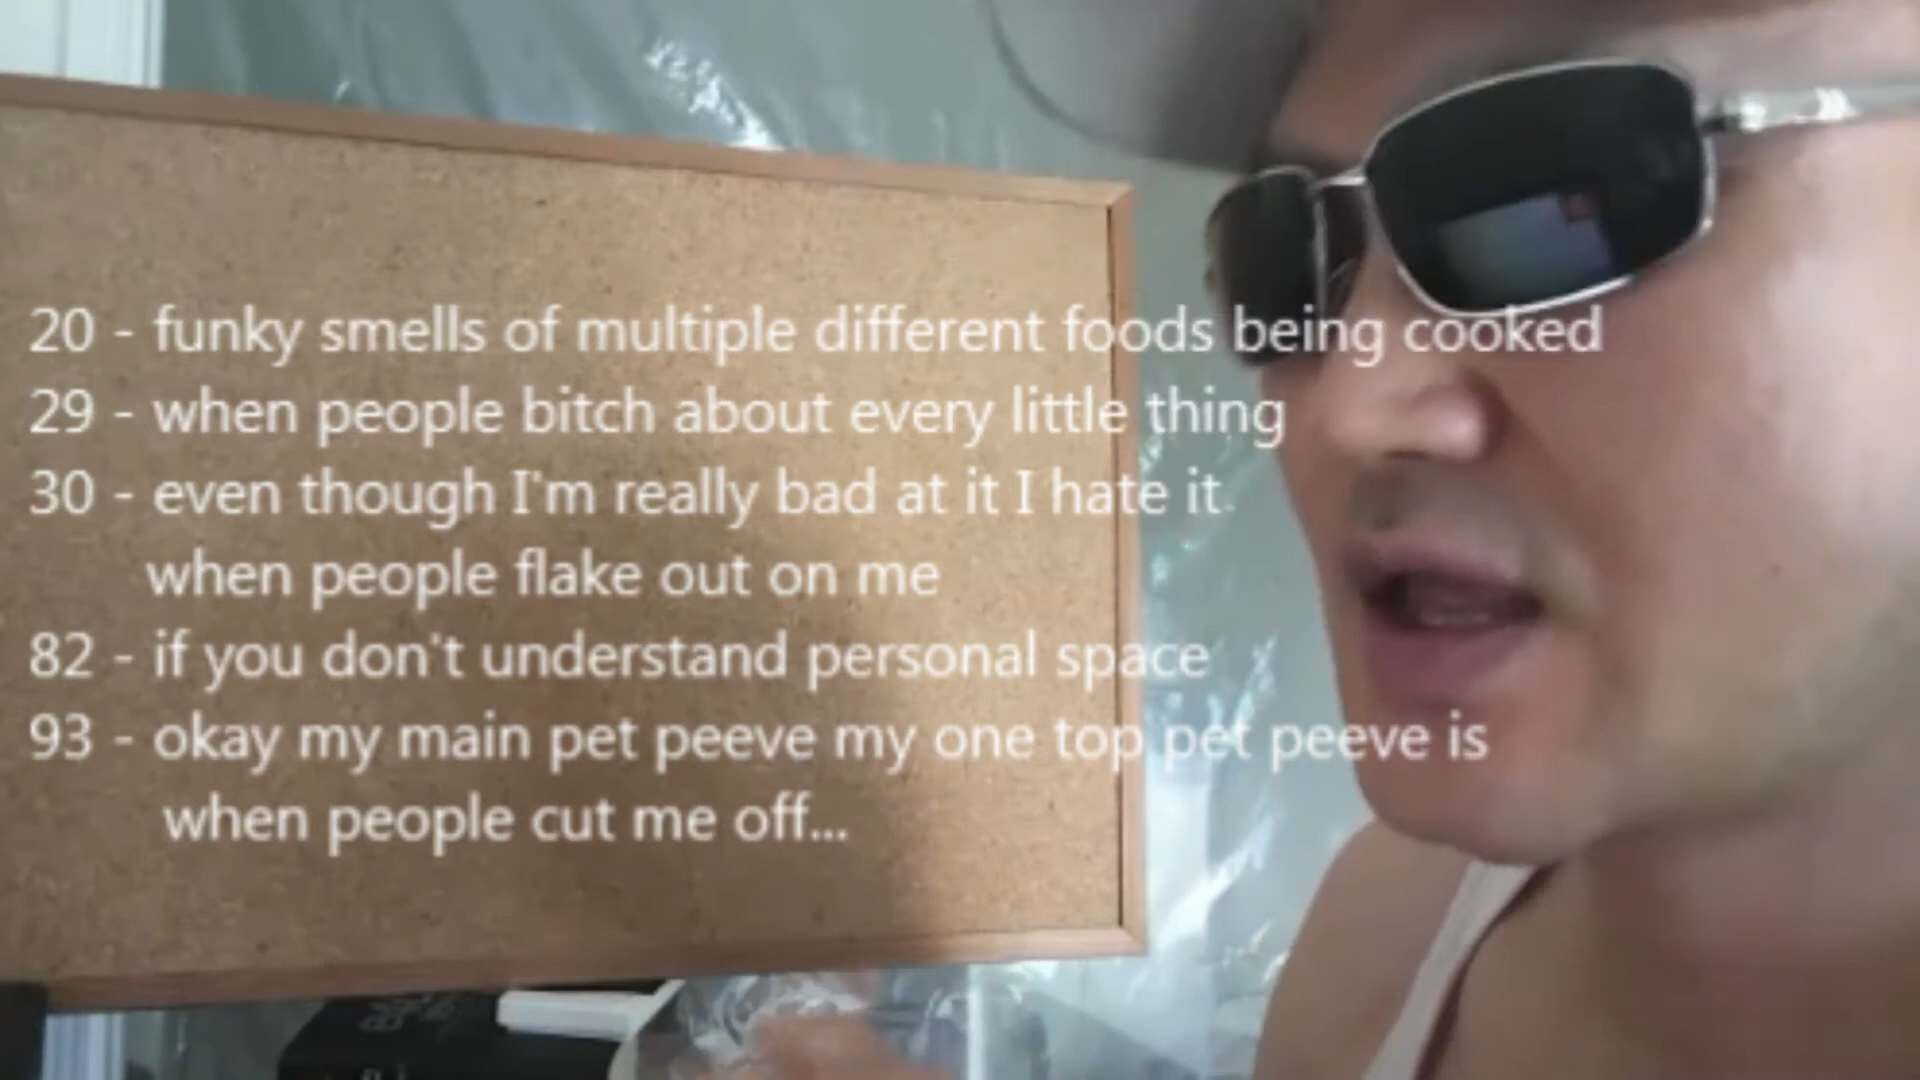 20 - funky smells of multiple different foods being cooked
29 - when people bitch about every little thing
30 - even though I'm really bad at it I hate it
when people flake out on me
82 - if you don't understand personal space
93 - okay my main pet peeve my one top pet peeve is
when people cut me off...